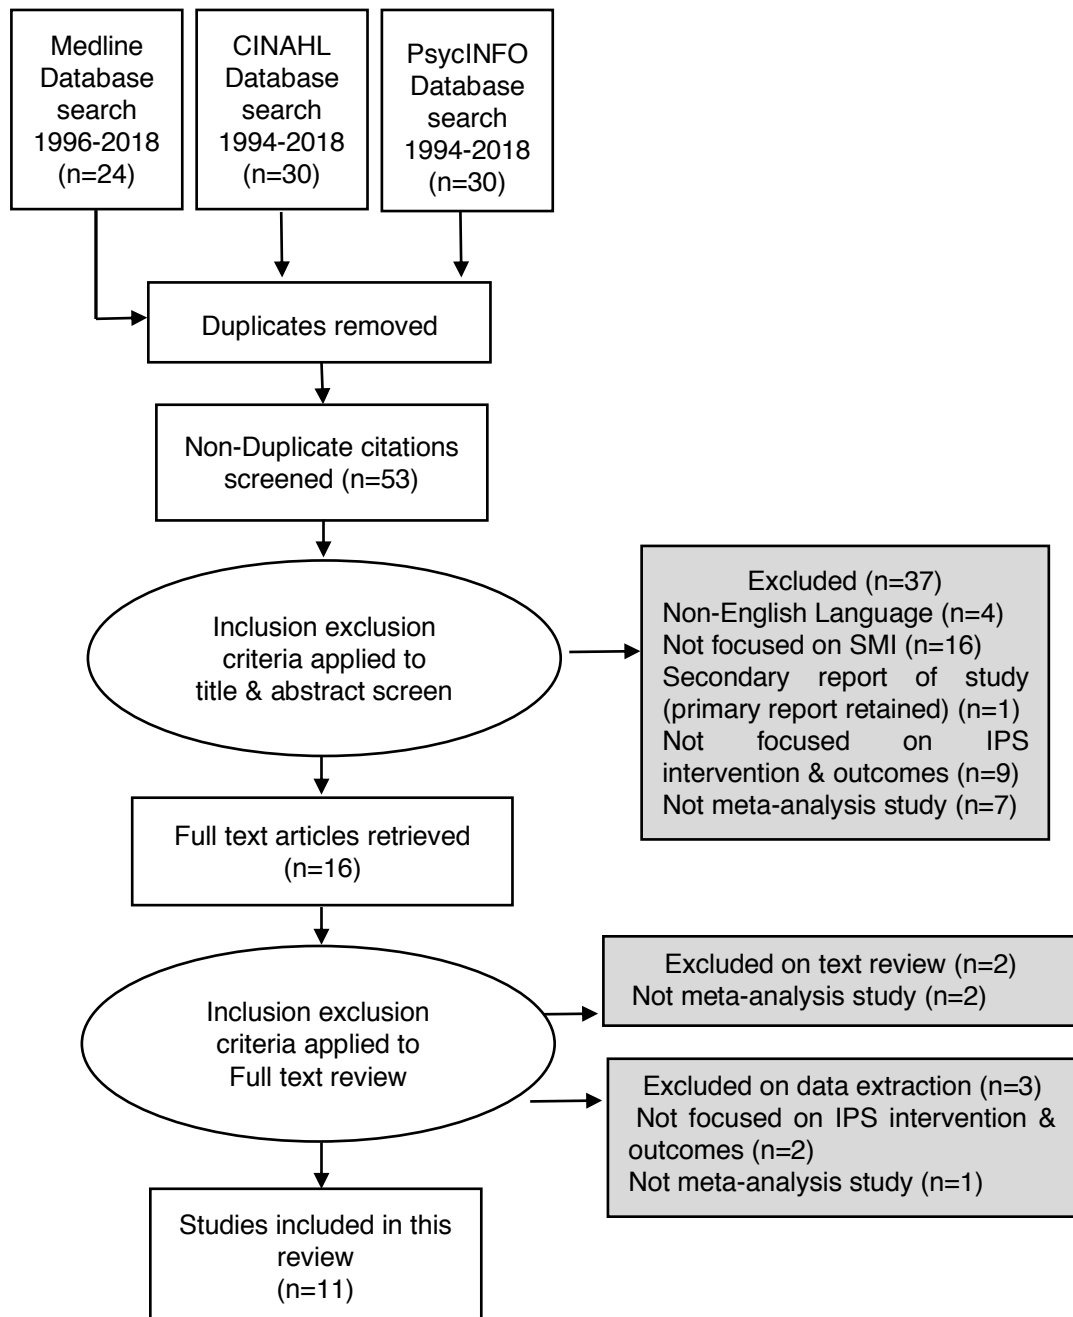 Medline
Database
search
1996-2018
(n=24)
CINAHL
Database
search
1994-2018
(n=30)
PsycINFO
Database
search
1994-2018
(n=30)
Duplicates removed
Non-Duplicate citations
screened (n=53)
Inclusion exclusion
criteria applied to
title & abstract screen
Excluded (n=37)
Non-English Language (n=4)
Not focused on SMI (n=16)
Secondary report of study
(primary report retained) (n=1)
Not focused on IPS
intervention & outcomes (n=9)
Not meta-analysis study (n=7)
Full text articles retrieved
(n=16)
Inclusion exclusion
criteria applied to
Full text review
Excluded on text review (n=2)
Not meta-analysis study (n=2)
Excluded on data extraction (n=3)
Not focused on IPS intervention &
outcomes (n=2)
Not meta-analysis study (n=1)
Studies included in this
review
(n=11)